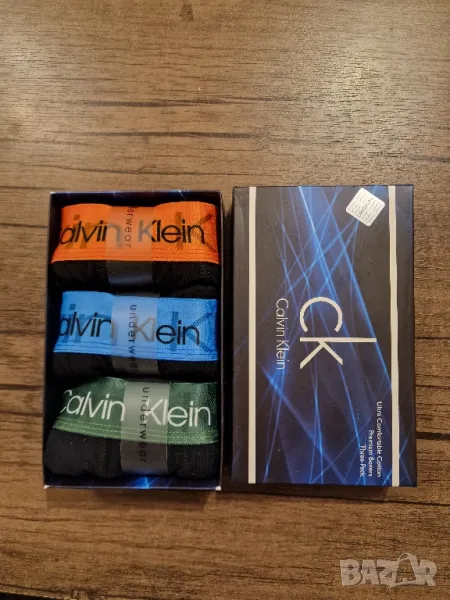 Calvin Klein
underwear
Calvin Klein
underwear
Calvin Klein
underwear
ck
Calvin Klein
Ultra Comfortable Cotton
Premium Boxers
Three-Pack
BAZAR